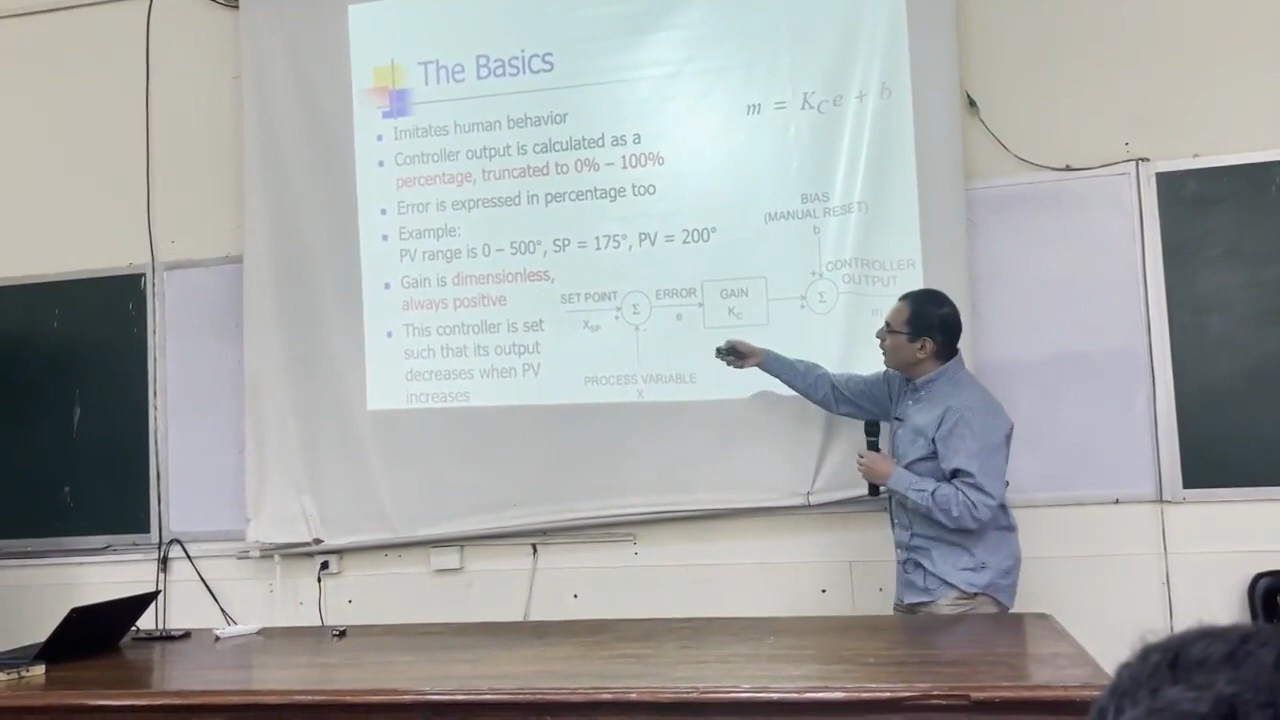 The Basics
m = K_C e + b
• Imitates human behavior
• Controller output is calculated as a
percentage, truncated to 0% – 100%
• Error is expressed in percentage too
• Example:
PV range is 0 – 500°, SP = 175°, PV = 200°
• Gain is dimensionless,
always positive
• This controller is set
such that its output
decreases when PV
increases
BIAS
(MANUAL RESET)
b
+
CONTROLLER
OUTPUT
m
SET POINT
X_SP
+
Σ
-
ERROR
e
GAIN
K_C
+
Σ
PROCESS VARIABLE
X